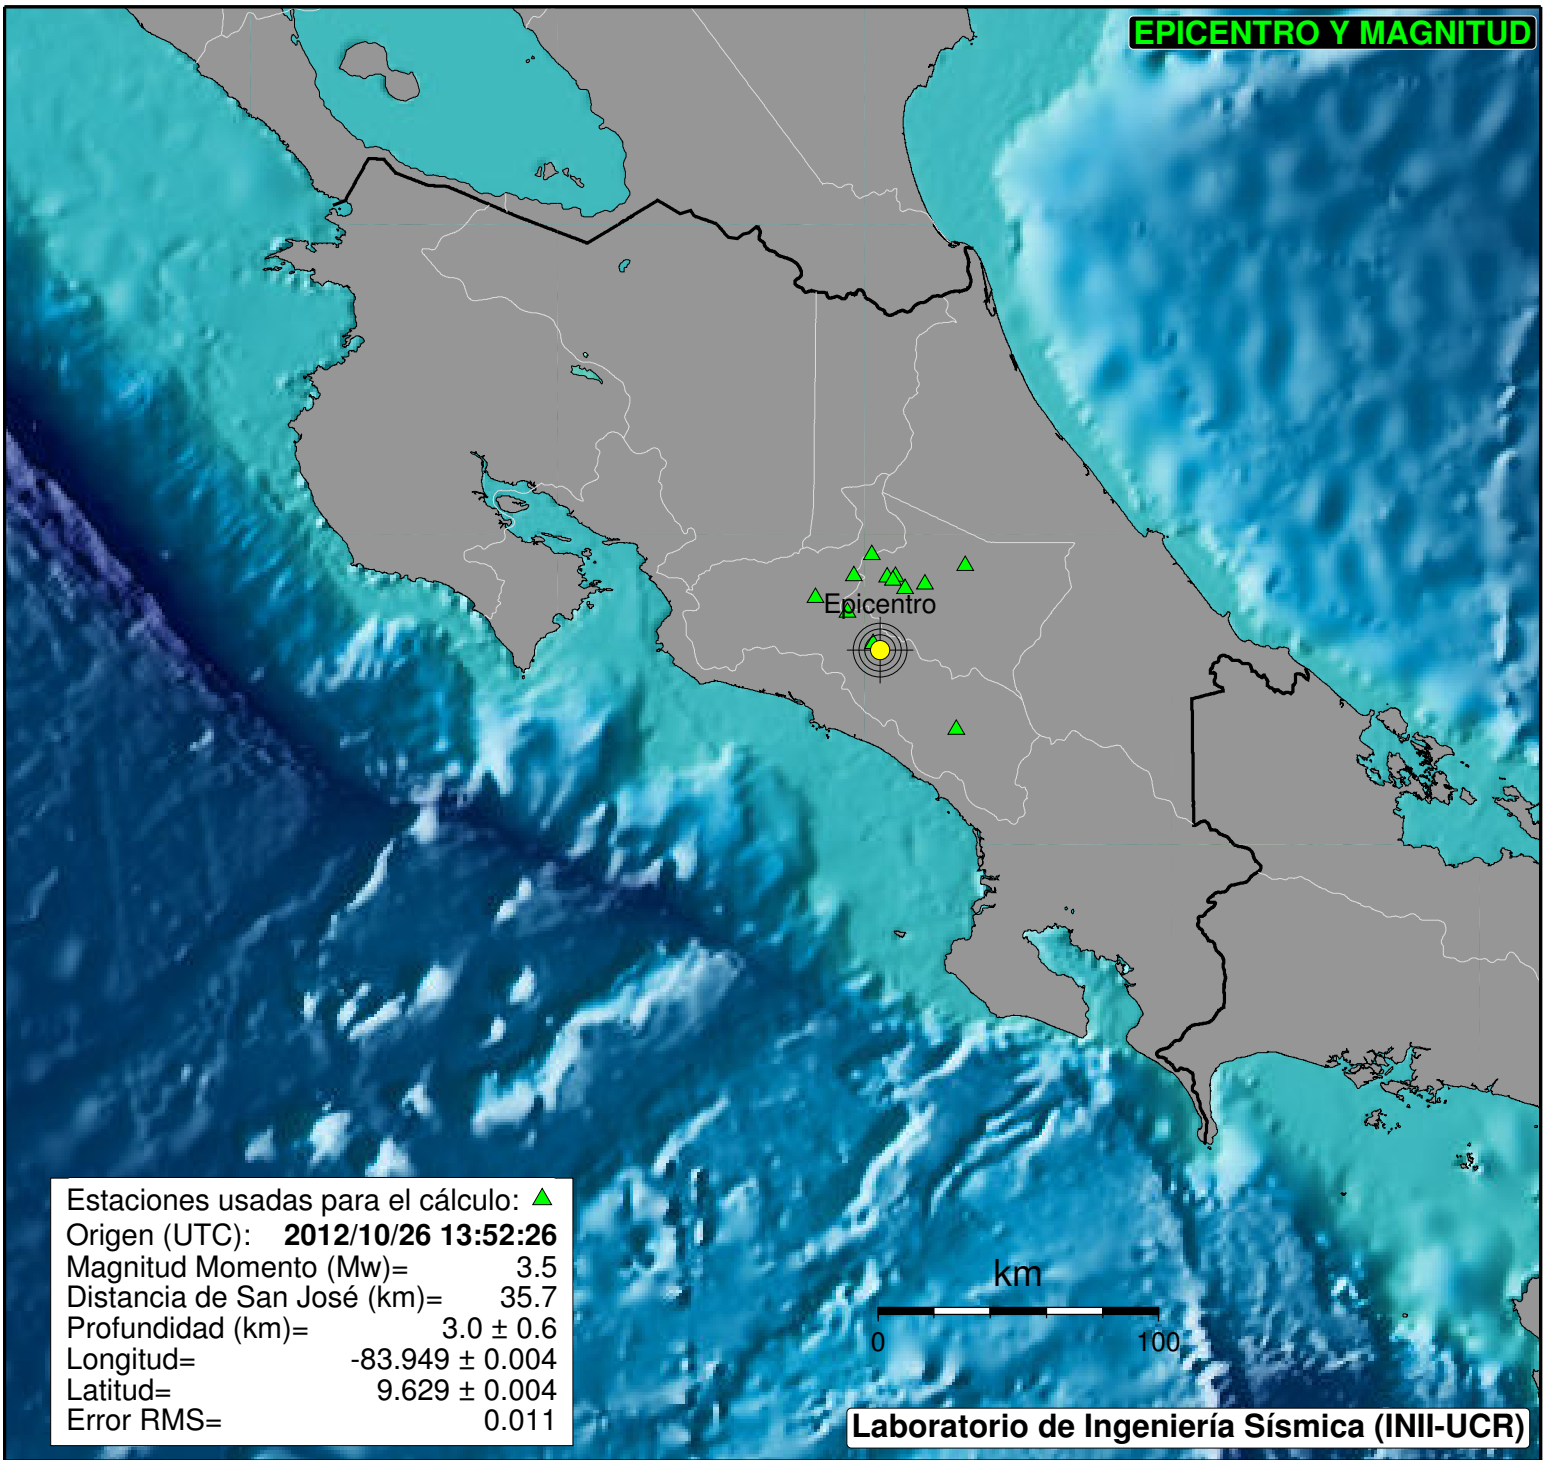 EPICENTRO Y MAGNITUD
Epicentro
Estaciones usadas para el cálculo:
Origen (UTC): 2012/10/26 13:52:26
Magnitud Momento (Mw)= 3.5
Distancia de San José (km)= 35.7
Profundidad (km)= 3.0 ± 0.6
Longitud= -83.949 ± 0.004
Latitud= 9.629 ± 0.004
Error RMS= 0.011
km
0 100
Laboratorio de Ingeniería Sísmica (INII-UCR)